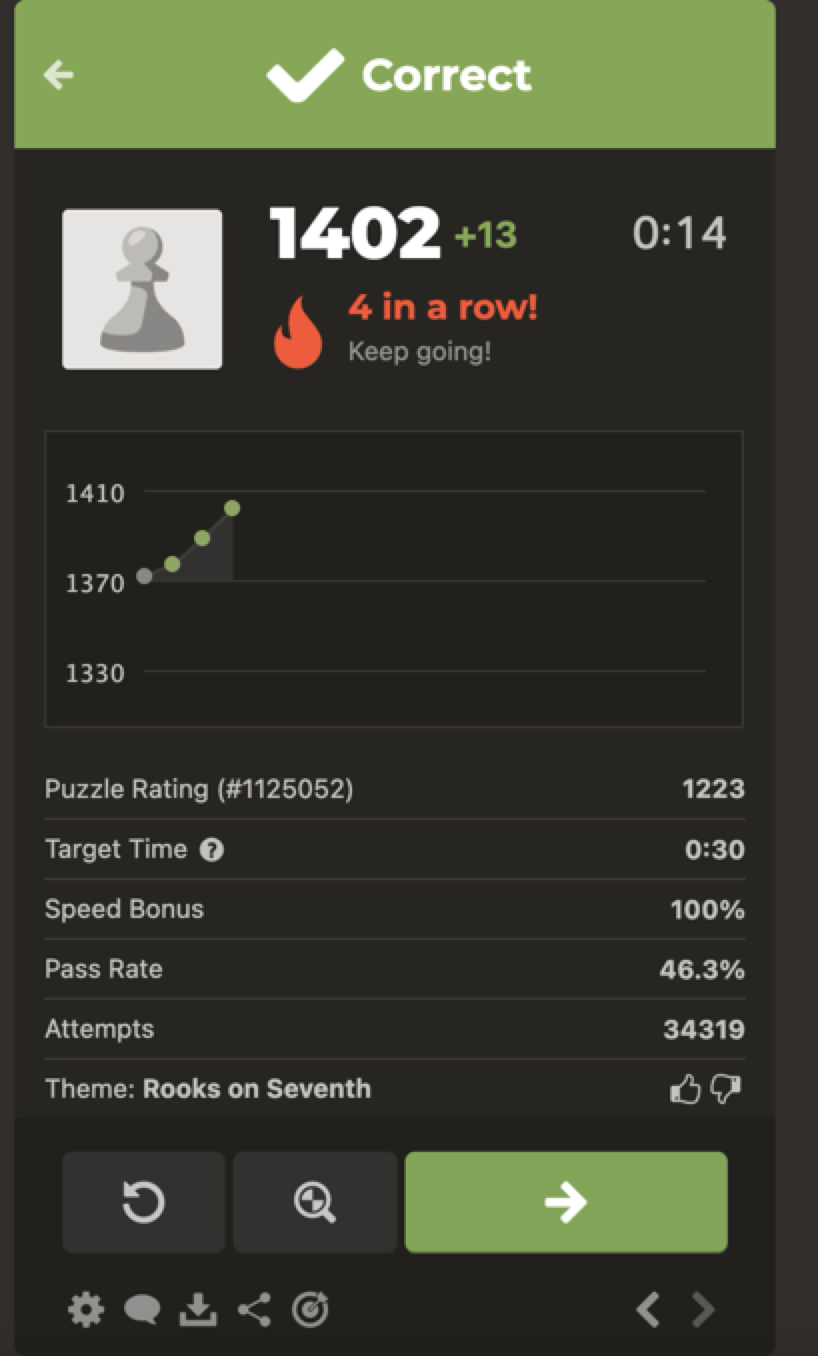 Correct
1402 +13 0:14
4 in a row!
Keep going!
1410
1370
1330
Puzzle Rating (#1125052) 1223
Target Time ? 0:30
Speed Bonus 100%
Pass Rate 46.3%
Attempts 34319
Theme: Rooks on Seventh